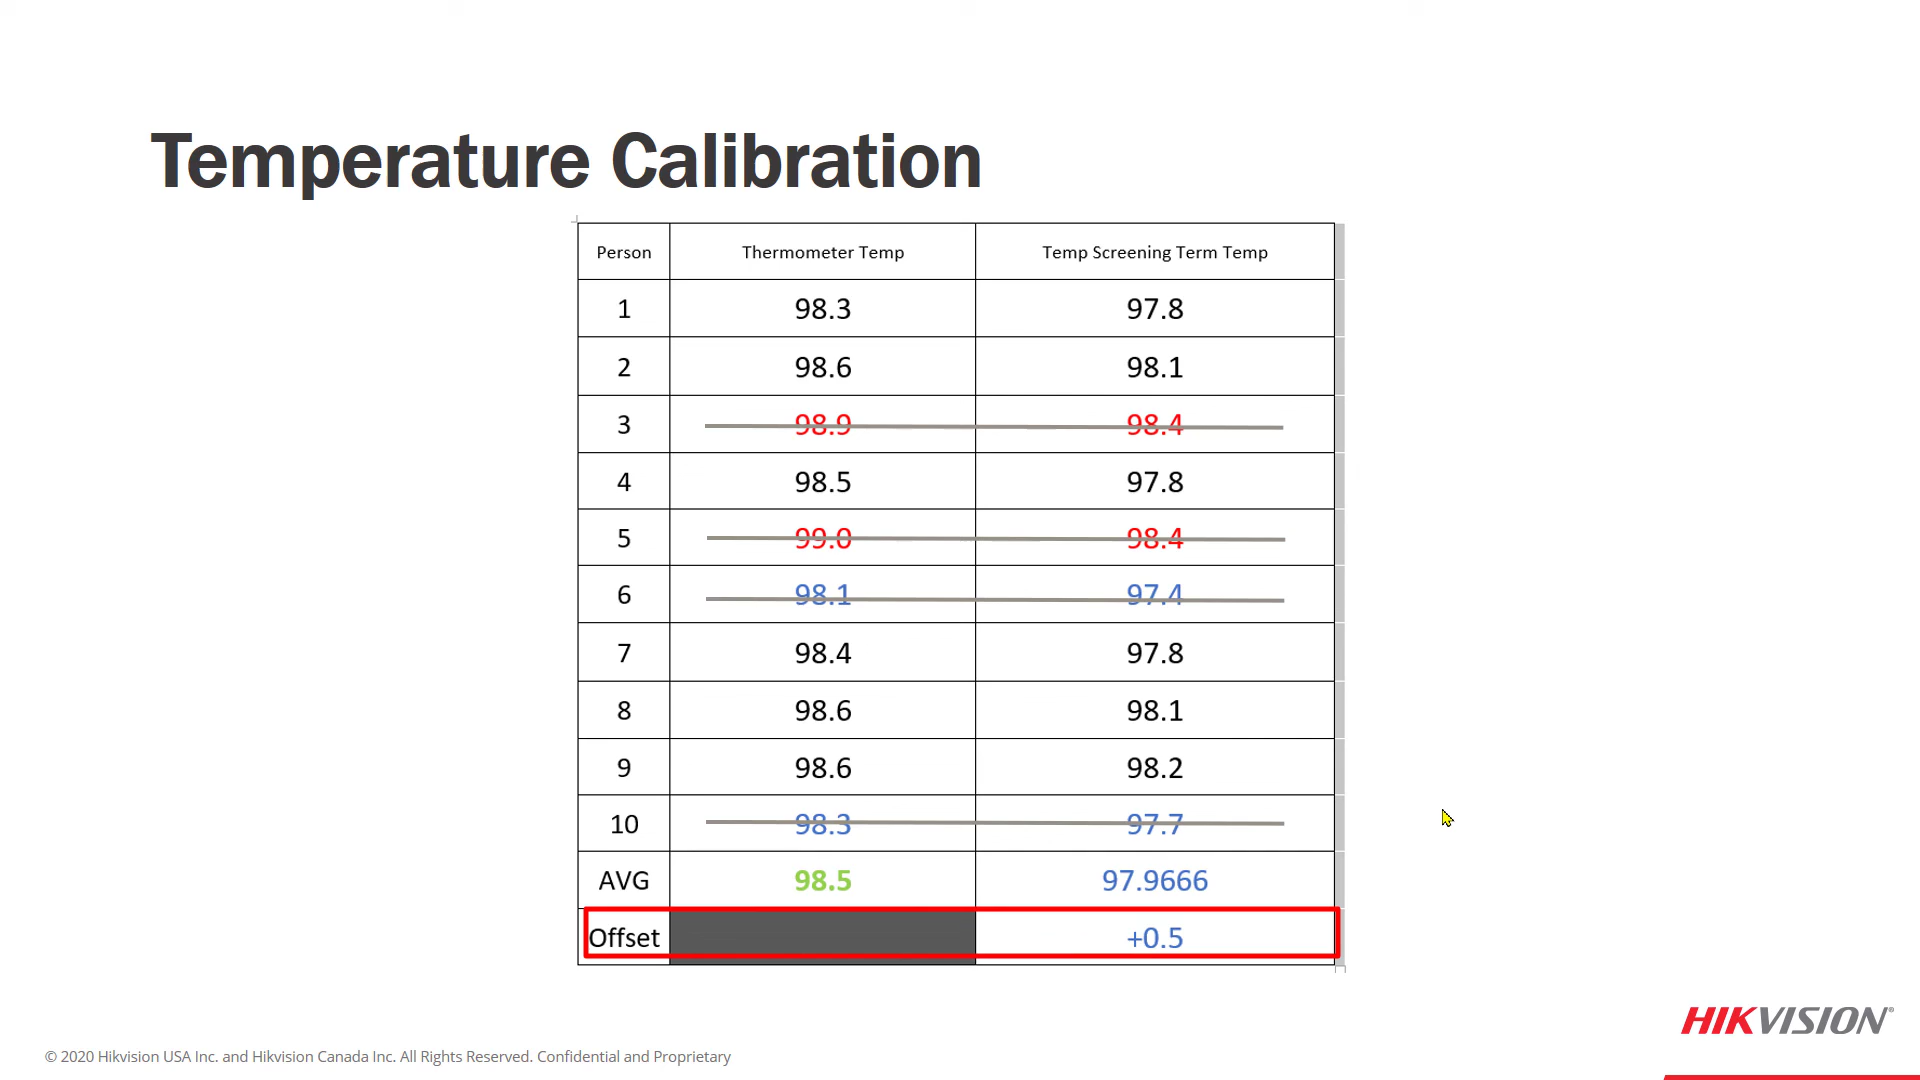 Temperature Calibration
Person Thermometer Temp Temp Screening Term Temp
1 98.3 97.8
2 98.6 98.1
3 98.9 98.4
4 98.5 97.8
5 99.0 98.4
6 98.1 97.4
7 98.4 97.8
8 98.6 98.1
9 98.6 98.2
10 98.3 97.7
AVG 98.5 97.9666
Offset +0.5
HIKVISION®
© 2020 Hikvision USA Inc. and Hikvision Canada Inc. All Rights Reserved. Confidential and Proprietary